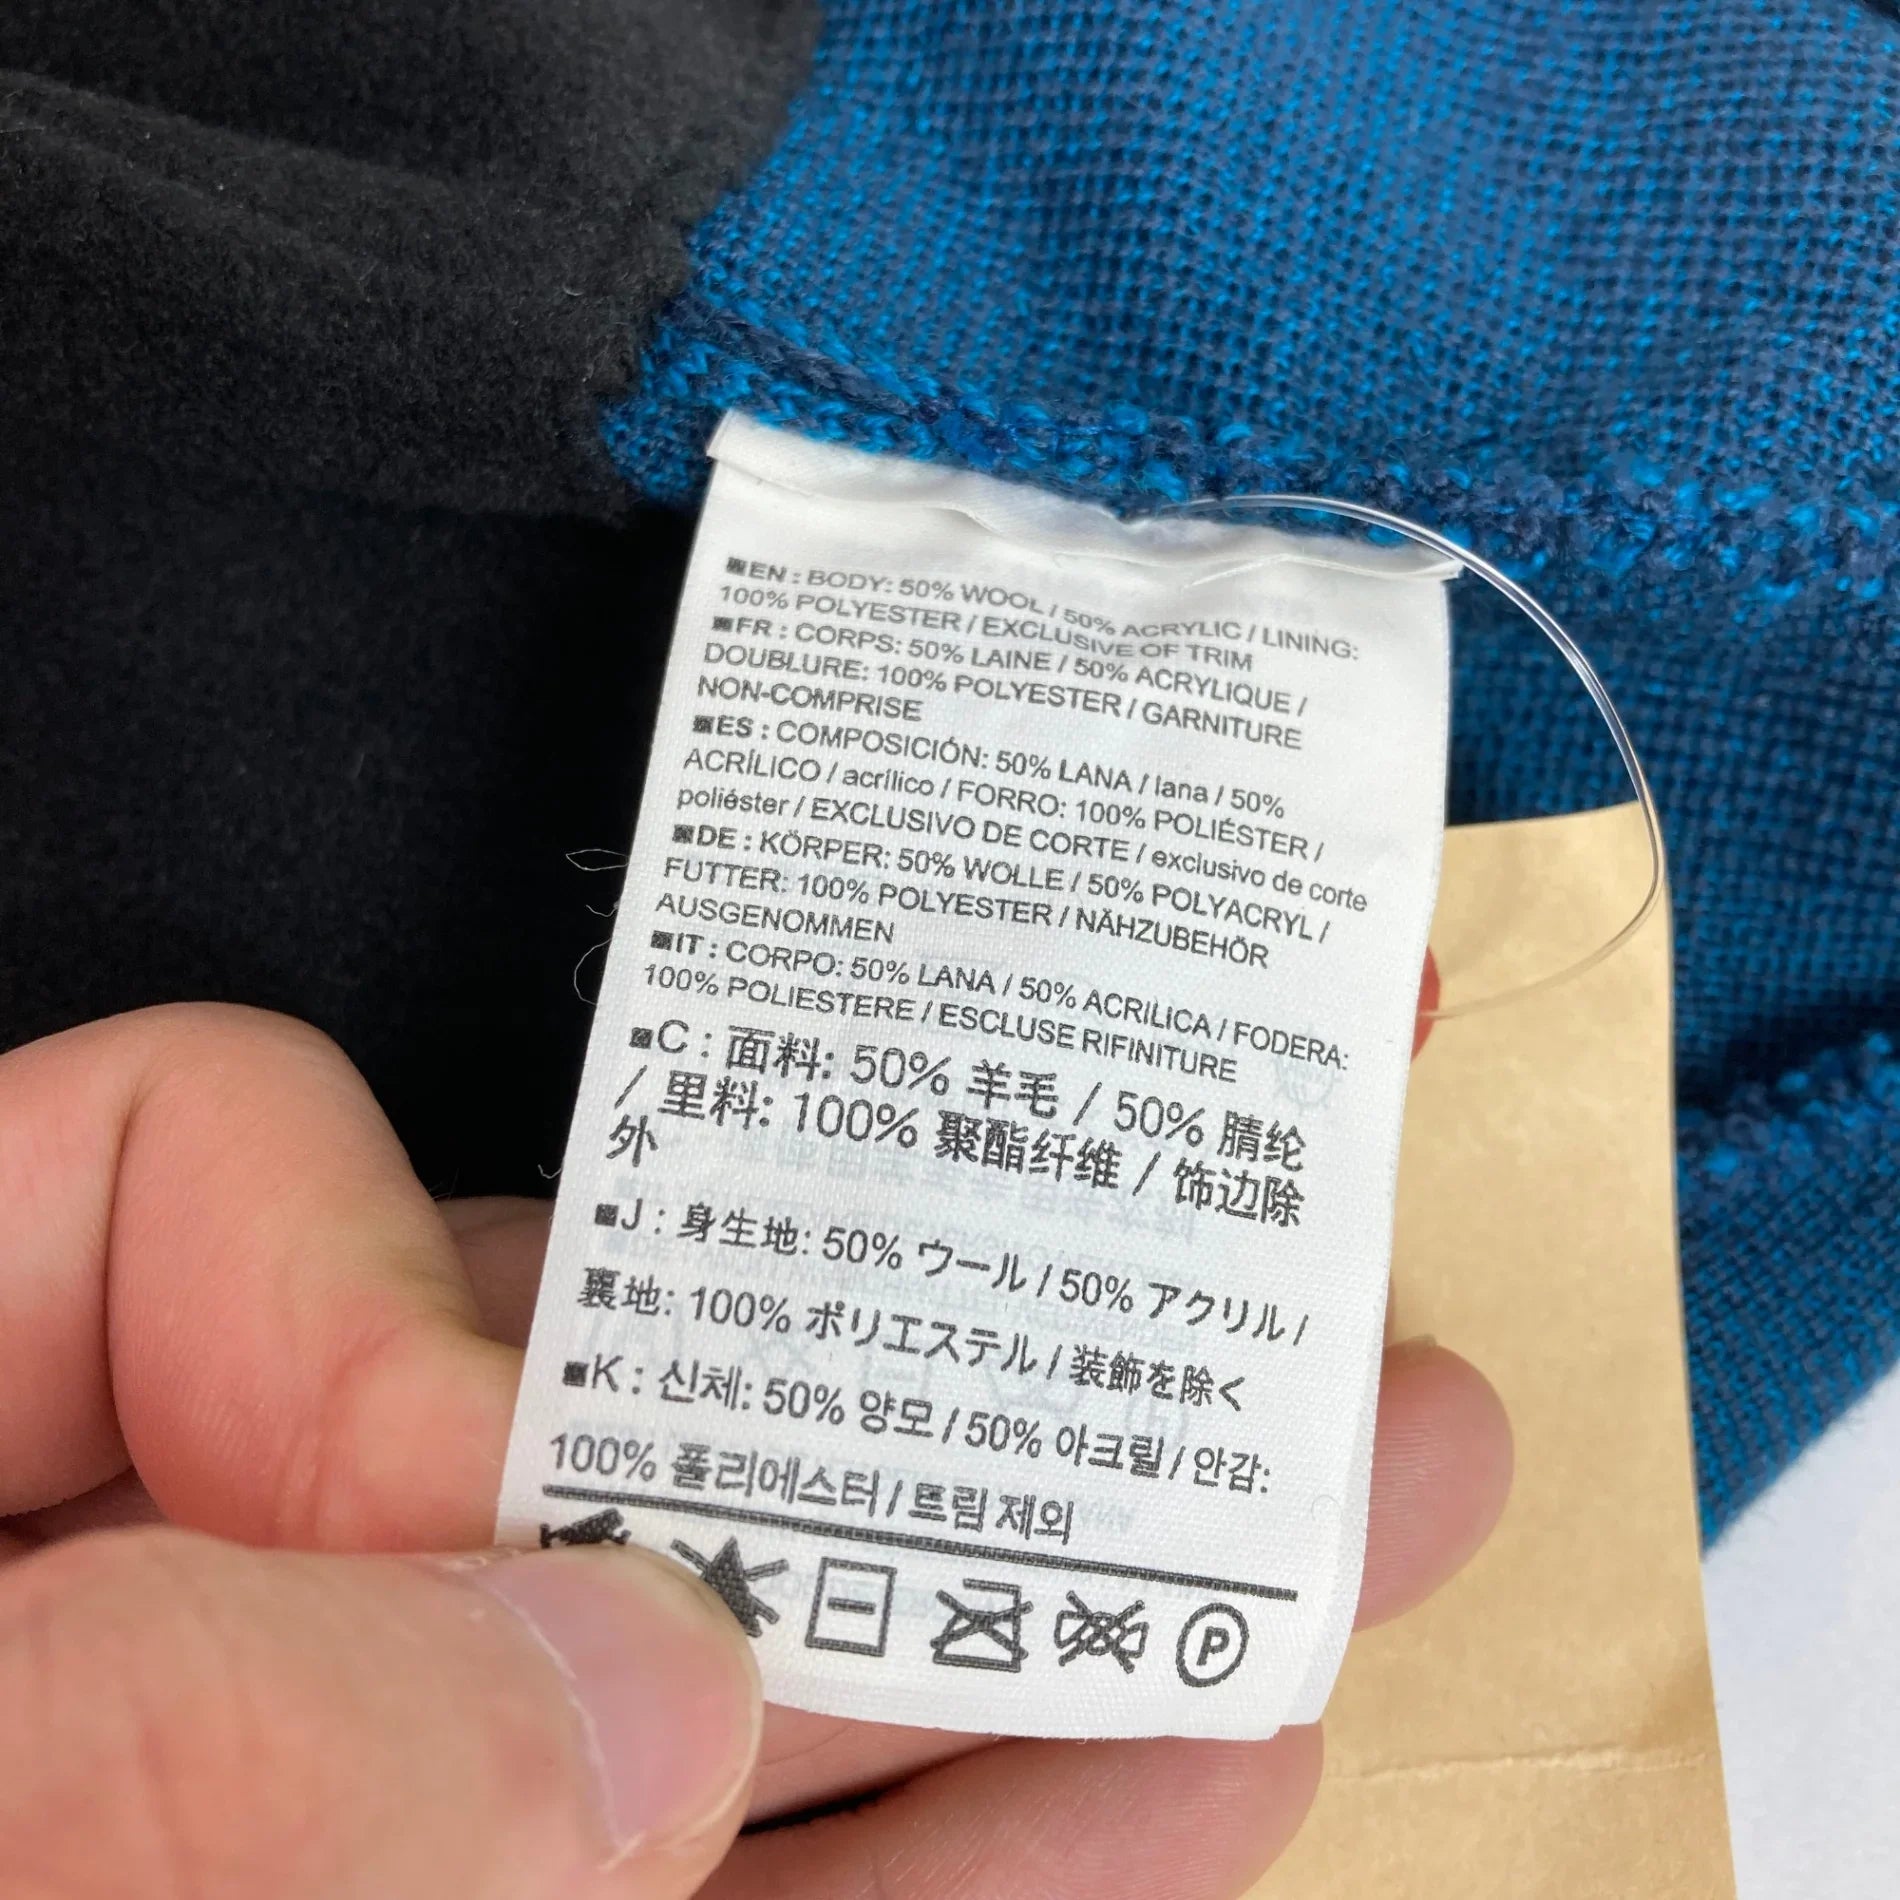 EN : BODY: 50% WOOL / 50% ACRYLIC / LINING:
100% POLYESTER / EXCLUSIVE OF TRIM
FR : CORPS: 50% LAINE / 50% ACRYLIQUE /
DOUBLURE: 100% POLYESTER / GARNITURE
NON-COMPRISE
ES : COMPOSICIÓN: 50% LANA / lana / 50%
ACRÍLICO / acrílico / FORRO: 100% POLIÉSTER /
poliéster / EXCLUSIVO DE CORTE / exclusivo de corte
DE : KÖRPER: 50% WOLLE / 50% POLYACRYL /
FUTTER: 100% POLYESTER / NÄHZUBEHÖR
AUSGENOMMEN
IT : CORPO: 50% LANA / 50% ACRILICA / FODERA:
100% POLIESTERE / ESCLUSE RIFINITURE
C : 面料: 50% 羊毛 / 50% 腈纶
/ 里料: 100% 聚酯纤维 / 饰边除
外
J : 身生地: 50% ウール / 50% アクリル /
裏地: 100% ポリエステル / 装飾を除く
K : 신체: 50% 양모 / 50% 아크릴 / 안감:
100% 폴리에스터 / 트림 제외
P